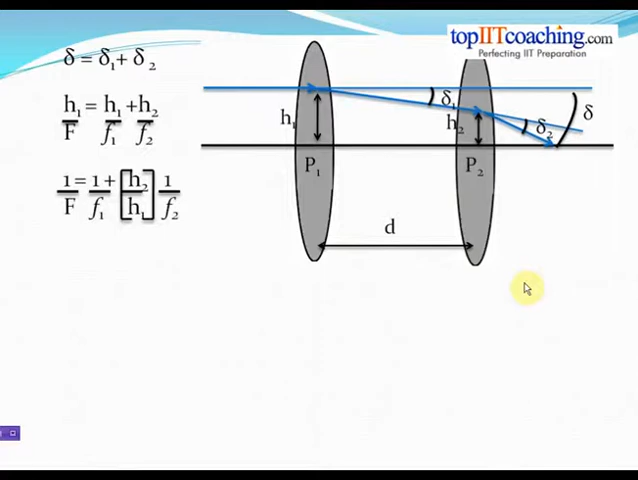 topIITcoaching.com
Perfecting IIT Preparation
δ = δ₁+ δ ₂
h₁ = h₁ + h₂
F f₁ f₂
1 = 1 + [h₂] 1
F f₁ [h₁] f₂
h₁
δ₁
h₂
δ₂
δ
P₁
P₂
d